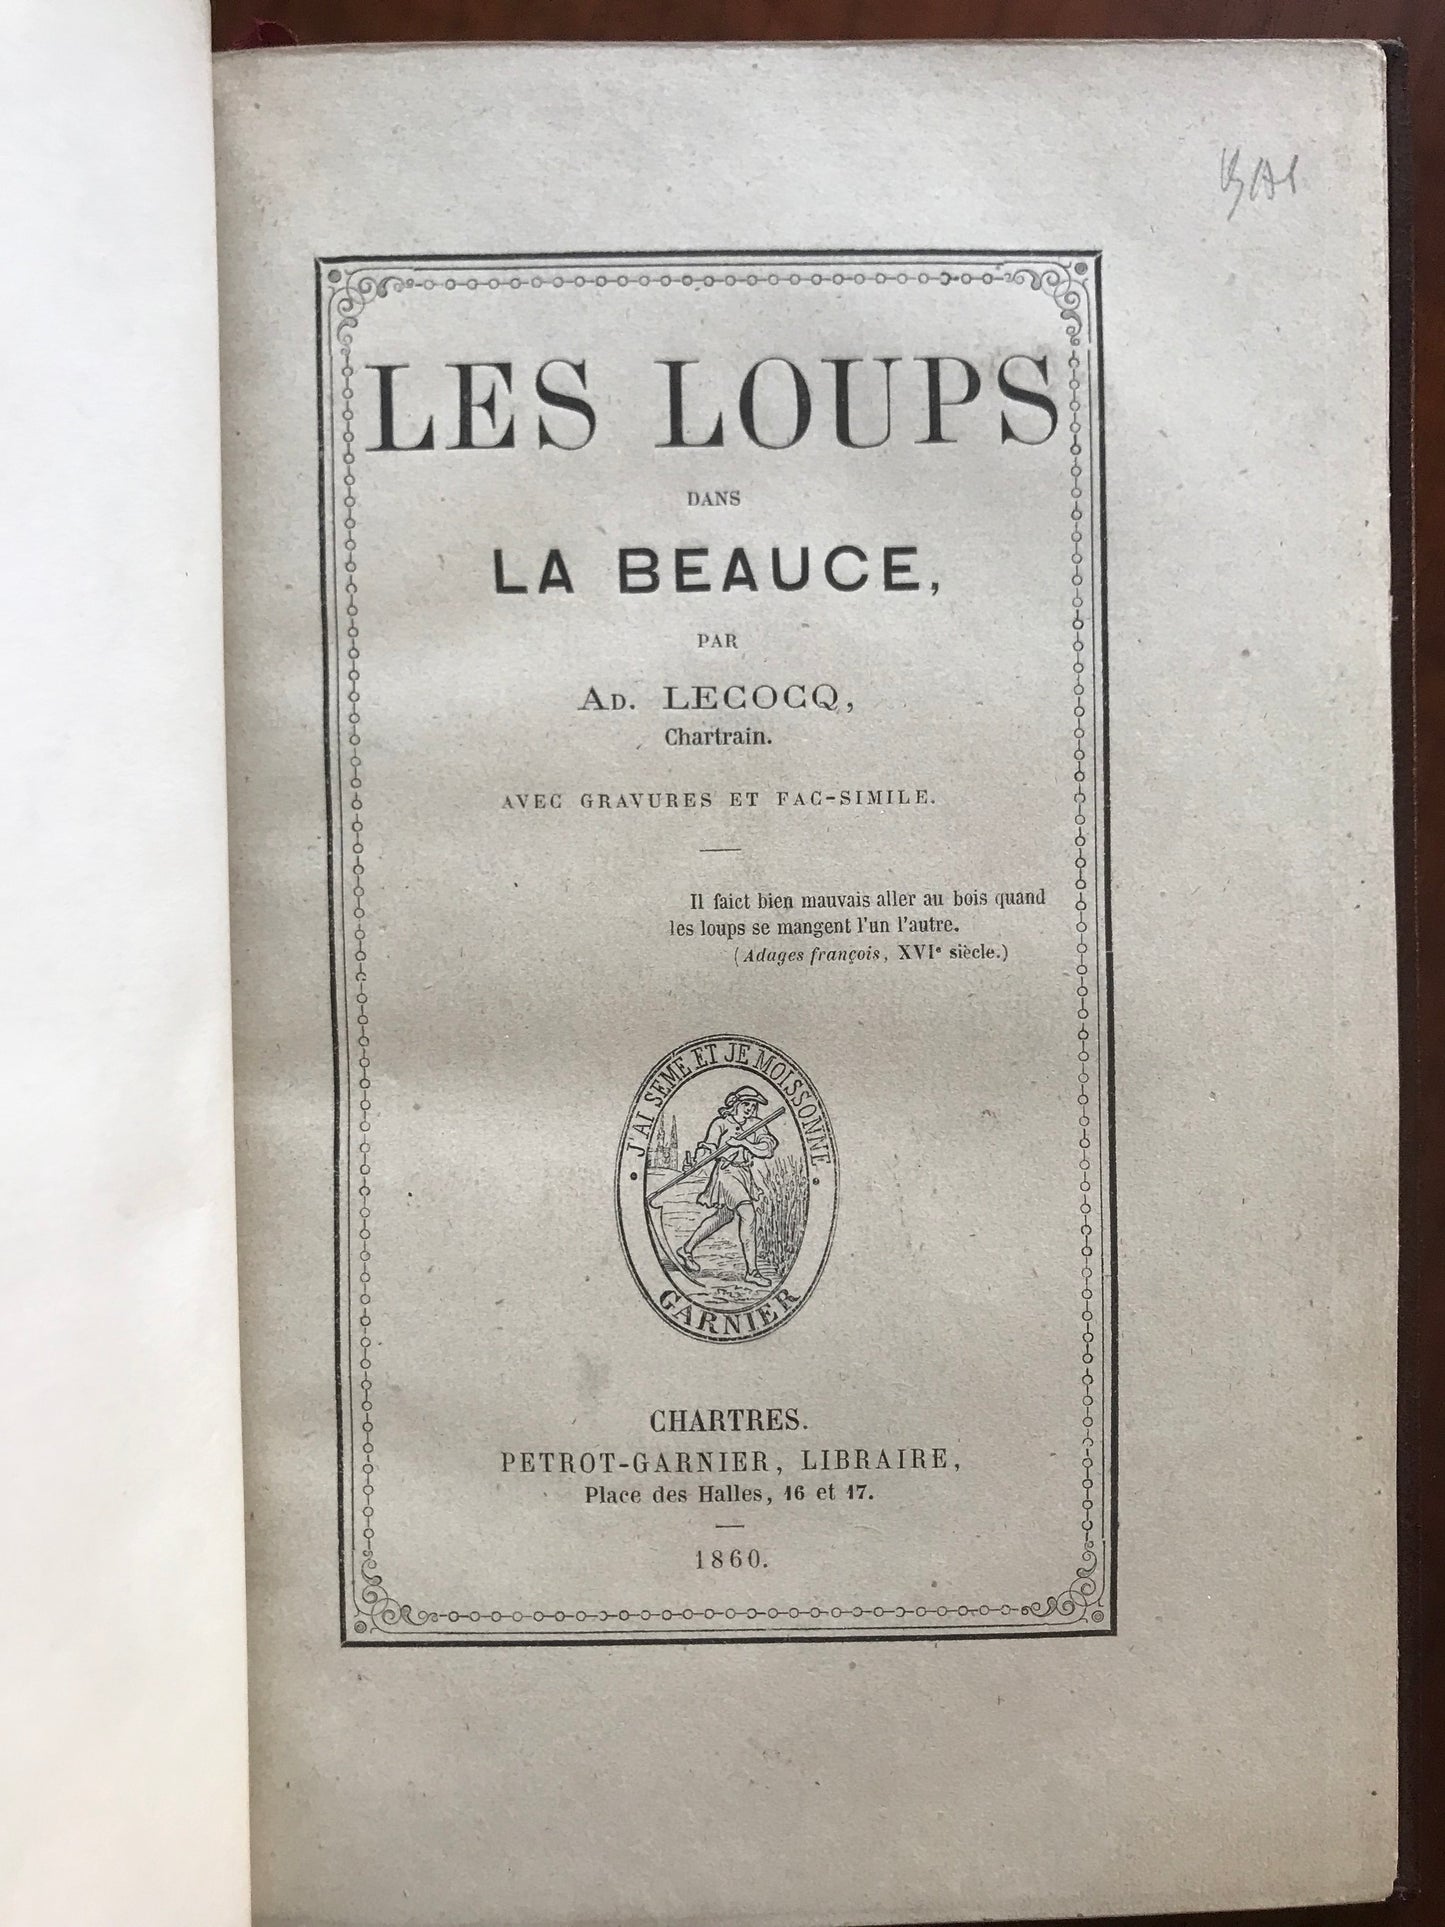 LES LOUPS
DANS
LA BEAUCE,
PAR
AD. LECOCQ,
Chartrain.
AVEC GRAVURES ET FAC-SIMILE.
Il faict bien mauvais aller au bois quand
les loups se mangent l'un l'autre.
(Adages françois, XVIe siècle.)
J'AI SEMÉ ET JE MOISSONNE
GARNIER
CHARTRES.
PETROT-GARNIER, LIBRAIRE,
Place des Halles, 16 et 17.
1860.